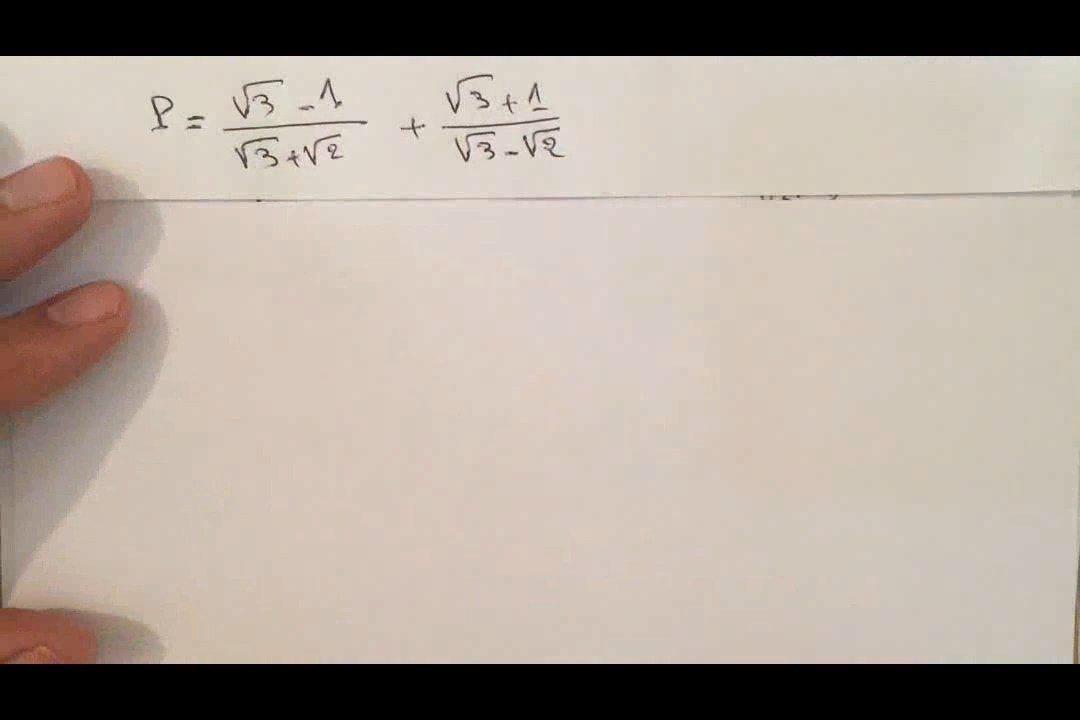 P = (√3 - 1)/(√3 + √2) + (√3 + 1)/(√3 - √2)